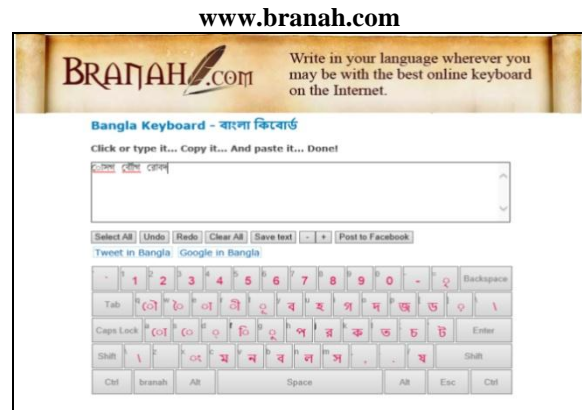 www.branah.com
BRANAH.COM
Write in your language wherever you
may be with the best online keyboard
on the Internet.
Bangla Keyboard - বাংলা কিবোর্ড
Click or type it... Copy it... And paste it... Done!
Select All Undo Redo Clear All Save text - + Post to Facebook
Tweet in Bangla Google in Bangla
1 2 3 4 5 6 7 8 9 0 - Backspace
Tab ৌ ৈ া ী ূ ব হ গ দ জ ড \
Caps Lock ো ে ্ ি ু প র ক ত চ ট Enter
Shift \ ং ম ন ব ল স , . য Shift
Ctrl branah Alt Space Alt Esc Ctrl